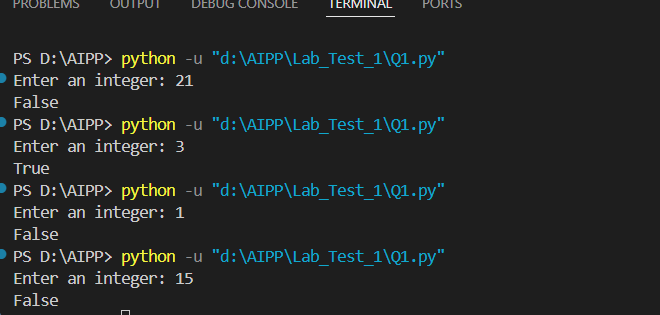 PROBLEMS OUTPUT DEBUG CONSOLE TERMINAL PORTS
PS D:\AIPP> python -u "d:\AIPP\Lab_Test_1\Q1.py"
Enter an integer: 21
False
PS D:\AIPP> python -u "d:\AIPP\Lab_Test_1\Q1.py"
Enter an integer: 3
True
PS D:\AIPP> python -u "d:\AIPP\Lab_Test_1\Q1.py"
Enter an integer: 1
False
PS D:\AIPP> python -u "d:\AIPP\Lab_Test_1\Q1.py"
Enter an integer: 15
False